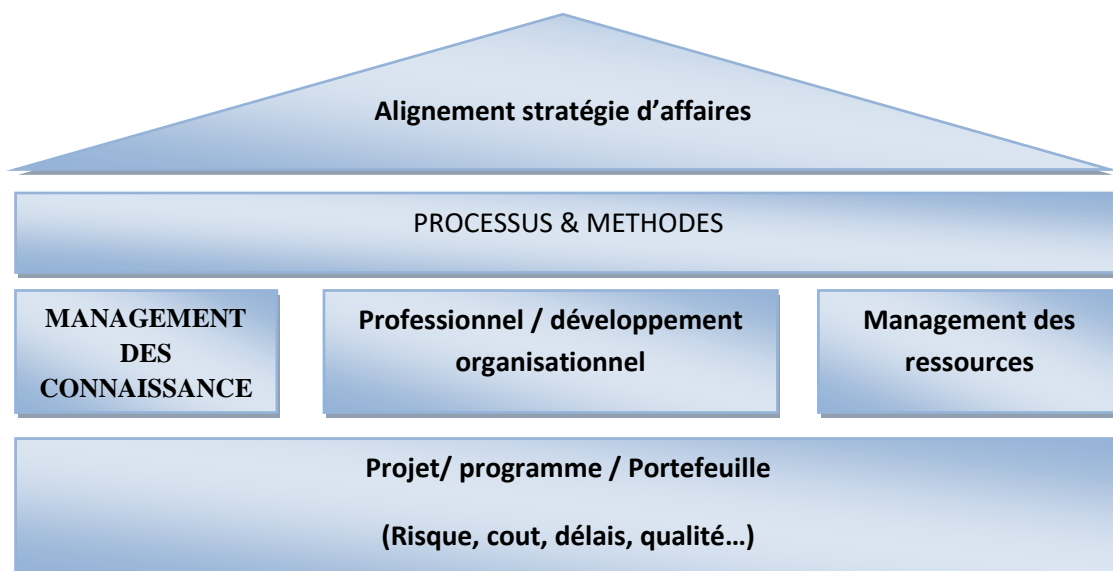 Alignement stratégie d’affaires
PROCESSUS & METHODES
MANAGEMENT
DES
CONNAISSANCE
Professionnel / développement
organisationnel
Management des
ressources
Projet/ programme / Portefeuille
(Risque, cout, délais, qualité…)